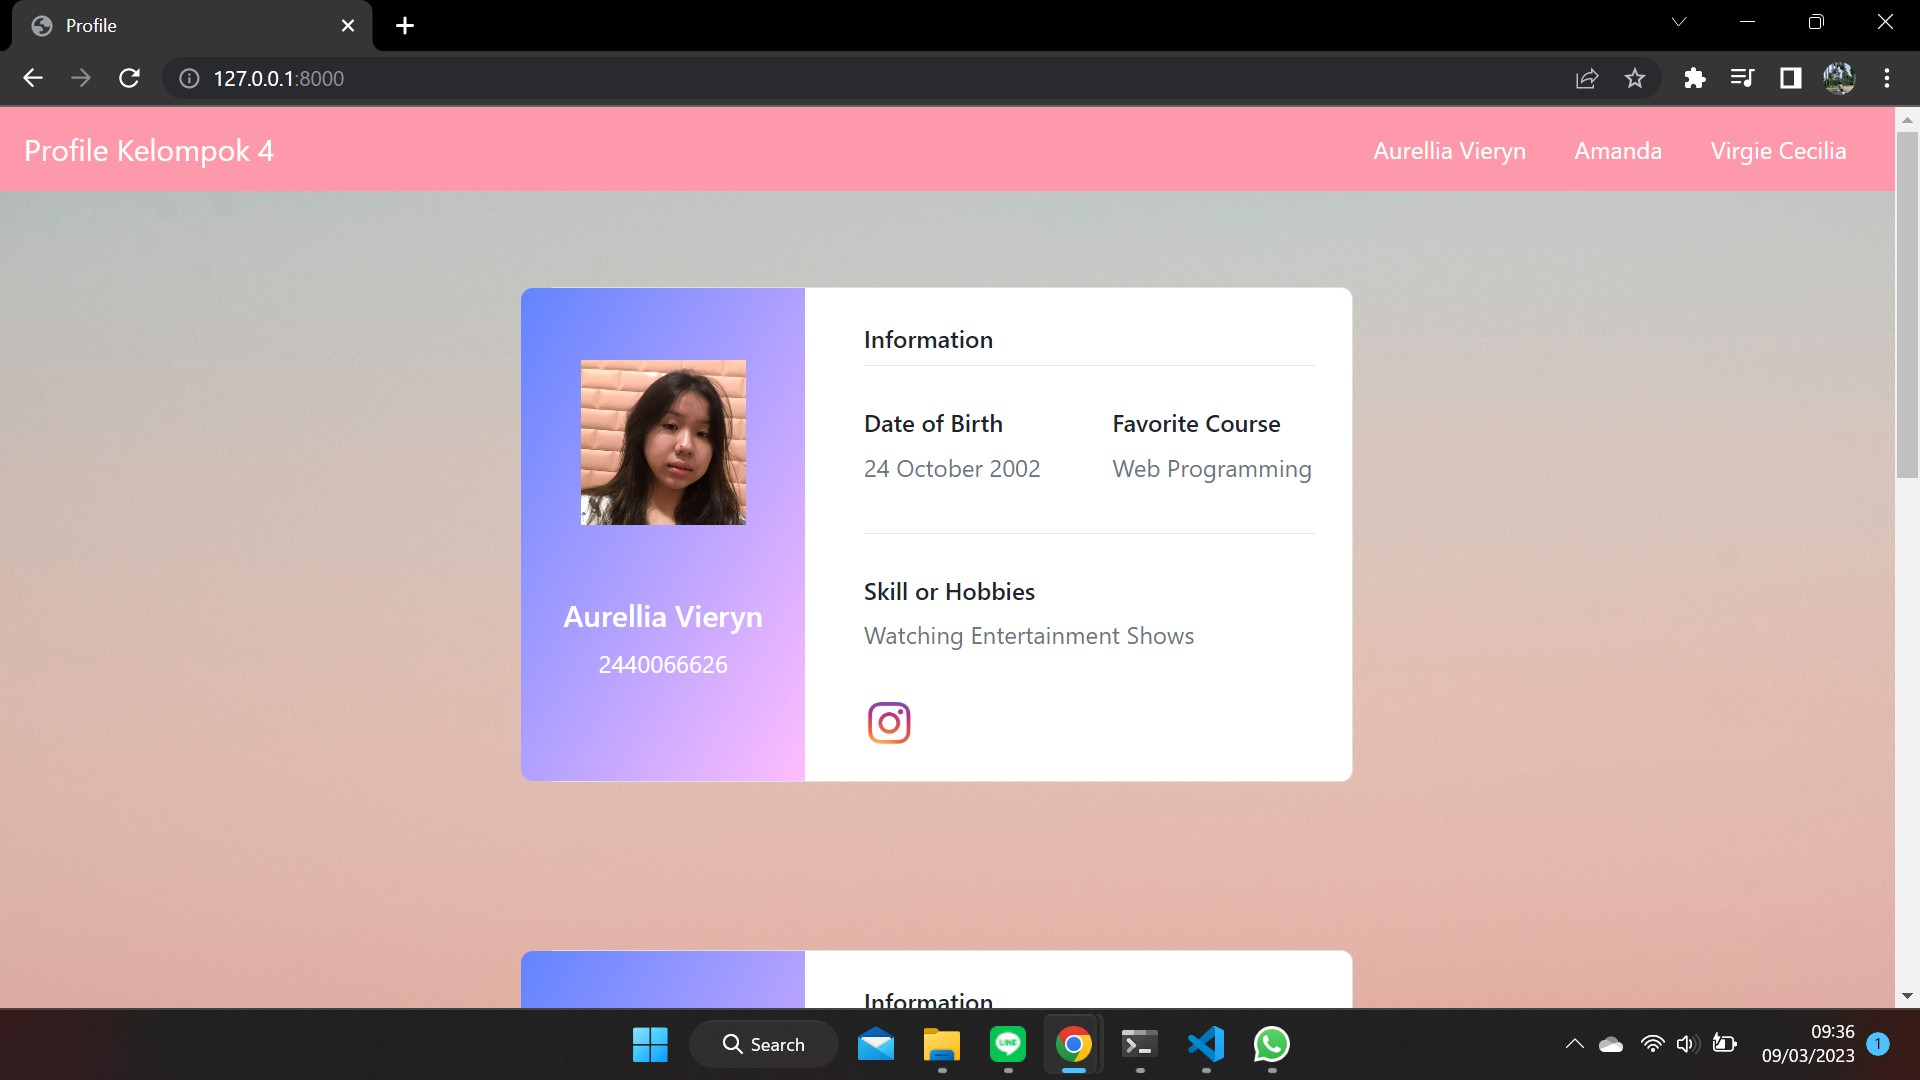 Profile
127.0.0.1:8000
Profile Kelompok 4
Aurellia Vieryn
Amanda
Virgie Cecilia
Aurellia Vieryn
2440066626
Information
Date of Birth
24 October 2002
Favorite Course
Web Programming
Skill or Hobbies
Watching Entertainment Shows
Information
Search
LINE
09:36
09/03/2023
1